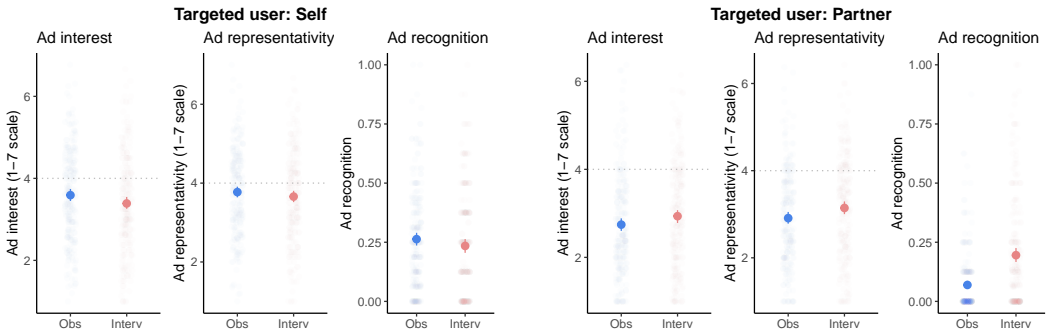 Targeted user: Self
Ad interest
Ad interest (1−7 scale)
6
4
2
Obs
Interv
Ad representativity
Ad representativity (1−7 scale)
6
4
2
Obs
Interv
Ad recognition
Ad recognition
1.00
0.75
0.50
0.25
0.00
Obs
Interv
Targeted user: Partner
Ad interest
Ad interest (1−7 scale)
6
4
2
Obs
Interv
Ad representativity
Ad representativity (1−7 scale)
6
4
2
Obs
Interv
Ad recognition
Ad recognition
1.00
0.75
0.50
0.25
0.00
Obs
Interv